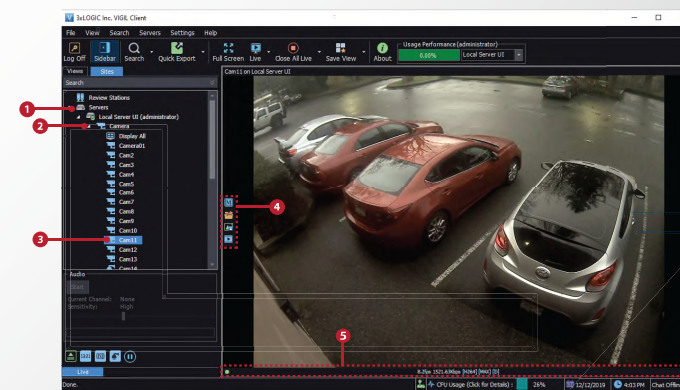 3xLOGIC Inc. VIGIL Client
File View Search Servers Settings Help
Log Off Sidebar Search Quick Export Full Screen Live Close All Live Save View About
Usage Performance (administrator)
0.00% Local Server UI
Views Sites
Cam11 on Local Server UI
Search
Review Stations
1 Servers
Local Server UI (administrator)
2 Camera
Display All
Camera01
Cam2
Cam3
Cam4
Cam5
Cam6
Cam7
Cam8
Cam9
Cam10
3 Cam11
Cam12
Cam13
Cam14
4
Audio
Start
Current Channel: None
Sensitivity: High
5
Live
Done.
CPU Usage (Click for Details) : 26% 12/12/2019 4:03 PM Chat Offline